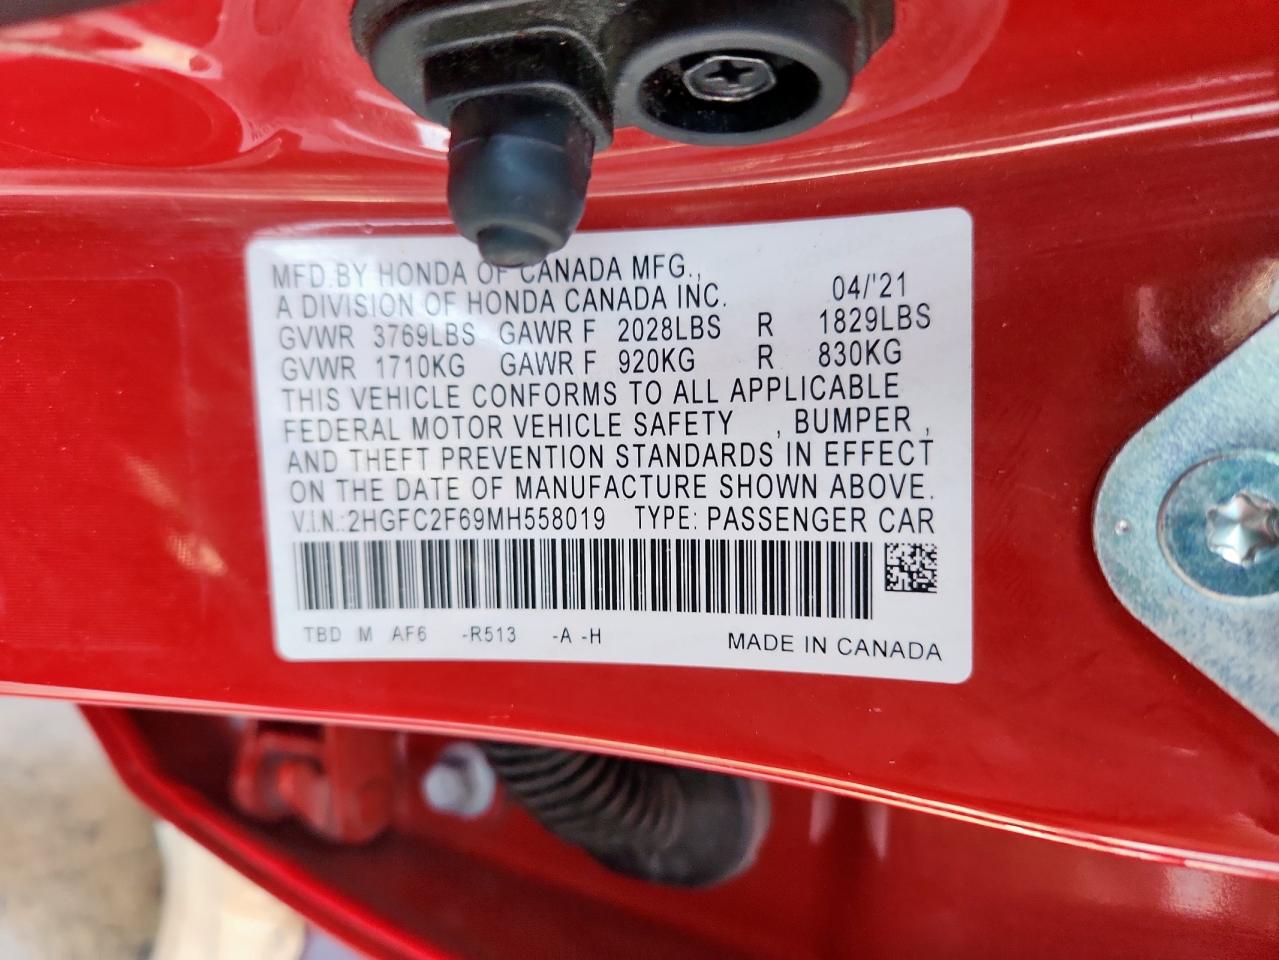 MFD.BY HONDA OF CANADA MFG.,
A DIVISION OF HONDA CANADA INC. 04/'21
GVWR 3769LBS GAWR F 2028LBS R 1829LBS
GVWR 1710KG GAWR F 920KG R 830KG
THIS VEHICLE CONFORMS TO ALL APPLICABLE
FEDERAL MOTOR VEHICLE SAFETY , BUMPER ,
AND THEFT PREVENTION STANDARDS IN EFFECT
ON THE DATE OF MANUFACTURE SHOWN ABOVE.
V.I.N.:2HGFC2F69MH558019 TYPE: PASSENGER CAR
TBD M AF6 -R513 -A -H MADE IN CANADA